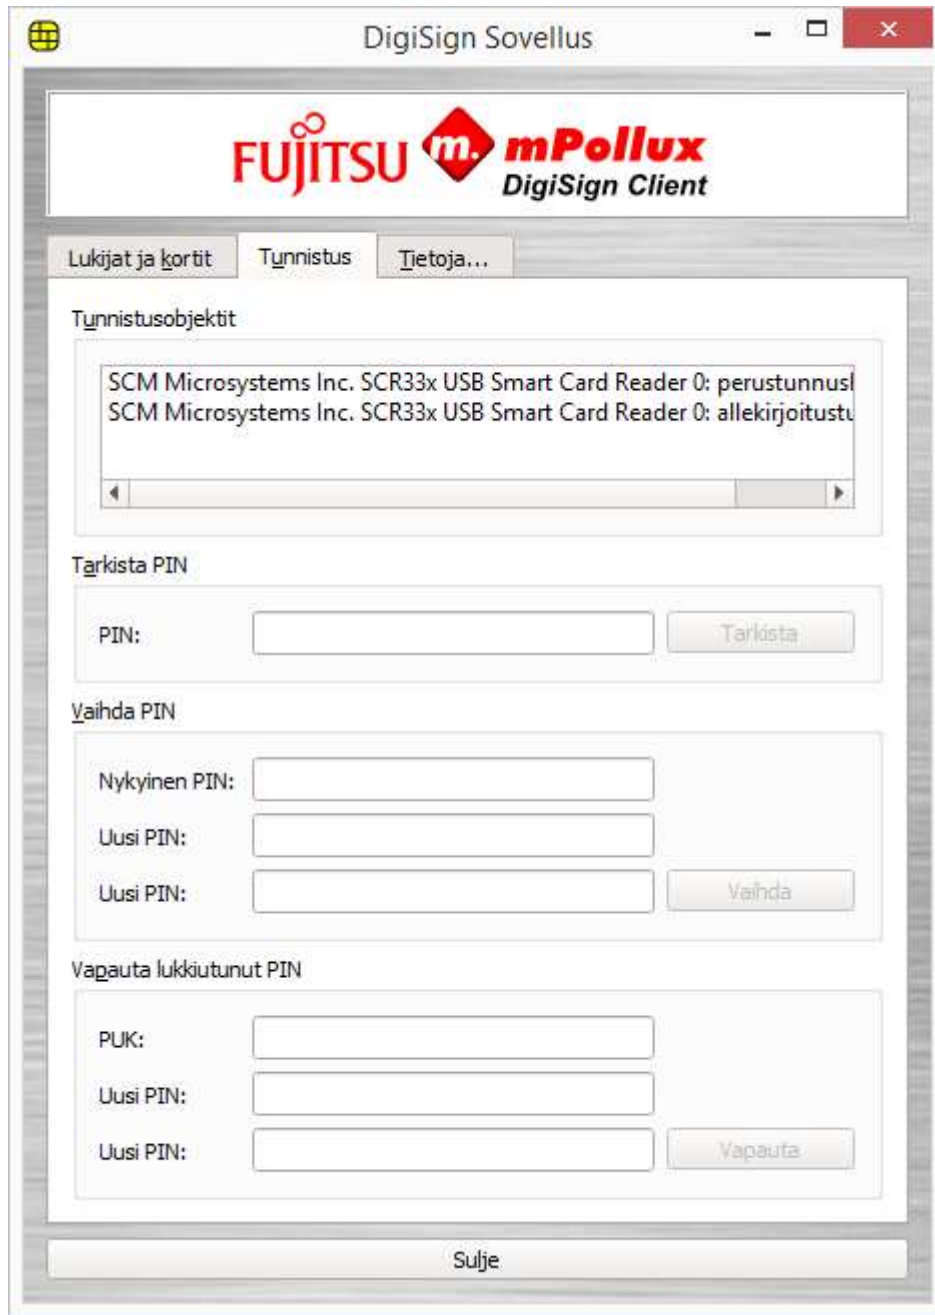 DigiSign Sovellus
FUJITSU m. mPollux
DigiSign Client
Lukijat ja kortit Tunnistus Tietoja...
Tunnistusobjektit
SCM Microsystems Inc. SCR33x USB Smart Card Reader 0: perustunnusl
SCM Microsystems Inc. SCR33x USB Smart Card Reader 0: allekirjoitustu
Tarkista PIN
PIN: Tarkista
Vaihda PIN
Nykyinen PIN:
Uusi PIN:
Uusi PIN: Vaihda
Vapauta lukkiutunut PIN
PUK:
Uusi PIN:
Uusi PIN: Vapauta
Sulje